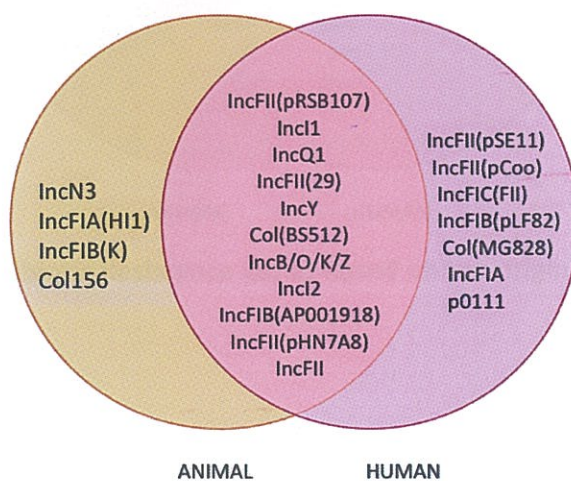 IncN3
IncFIA(HI1)
IncFIB(K)
Col156
IncFII(pRSB107)
IncI1
IncQ1
IncFII(29)
IncY
Col(BS512)
IncB/O/K/Z
IncI2
IncFIB(AP001918)
IncFII(pHN7A8)
IncFII
IncFII(pSE11)
IncFII(pCoo)
IncFIC(FII)
IncFIB(pLF82)
Col(MG828)
IncFIA
p0111
ANIMAL
HUMAN